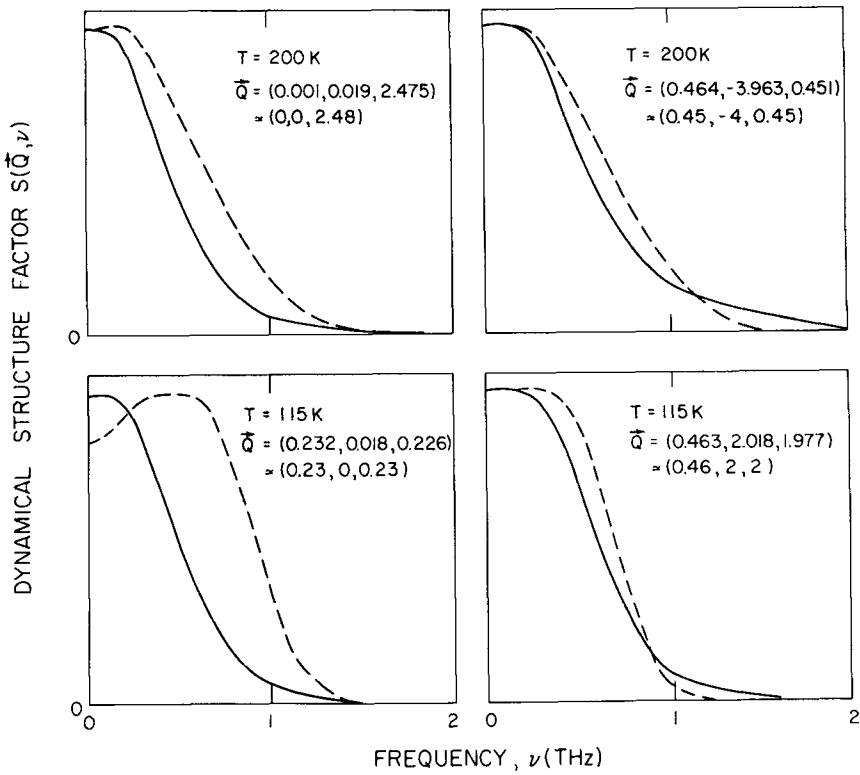 DYNAMICAL STRUCTURE FACTOR S(Q⃗,ν)
T = 200 K
Q⃗ = (0.001, 0.019, 2.475)
≃ (0,0, 2.48)
0
T = 200K
Q⃗ = (0.464, -3.963, 0.451)
≃ (0.45, -4, 0.45)
T = 115 K
Q⃗ = (0.232, 0.018, 0.226)
≃ (0.23, 0, 0.23)
0
0 1 2
T = 115 K
Q⃗ = (0.463, 2.018, 1.977)
≃ (0.46, 2, 2)
0 1 2
FREQUENCY, ν(THz)